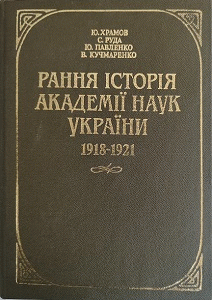 Ю. ХРАМОВ
С. РУДА
Ю. ПАВЛЕНКО
В. КУЧМАРЕНКО
РАННЯ ІСТОРІЯ
АКАДЕМІЇ НАУК
УКРАЇНИ
1918-1921